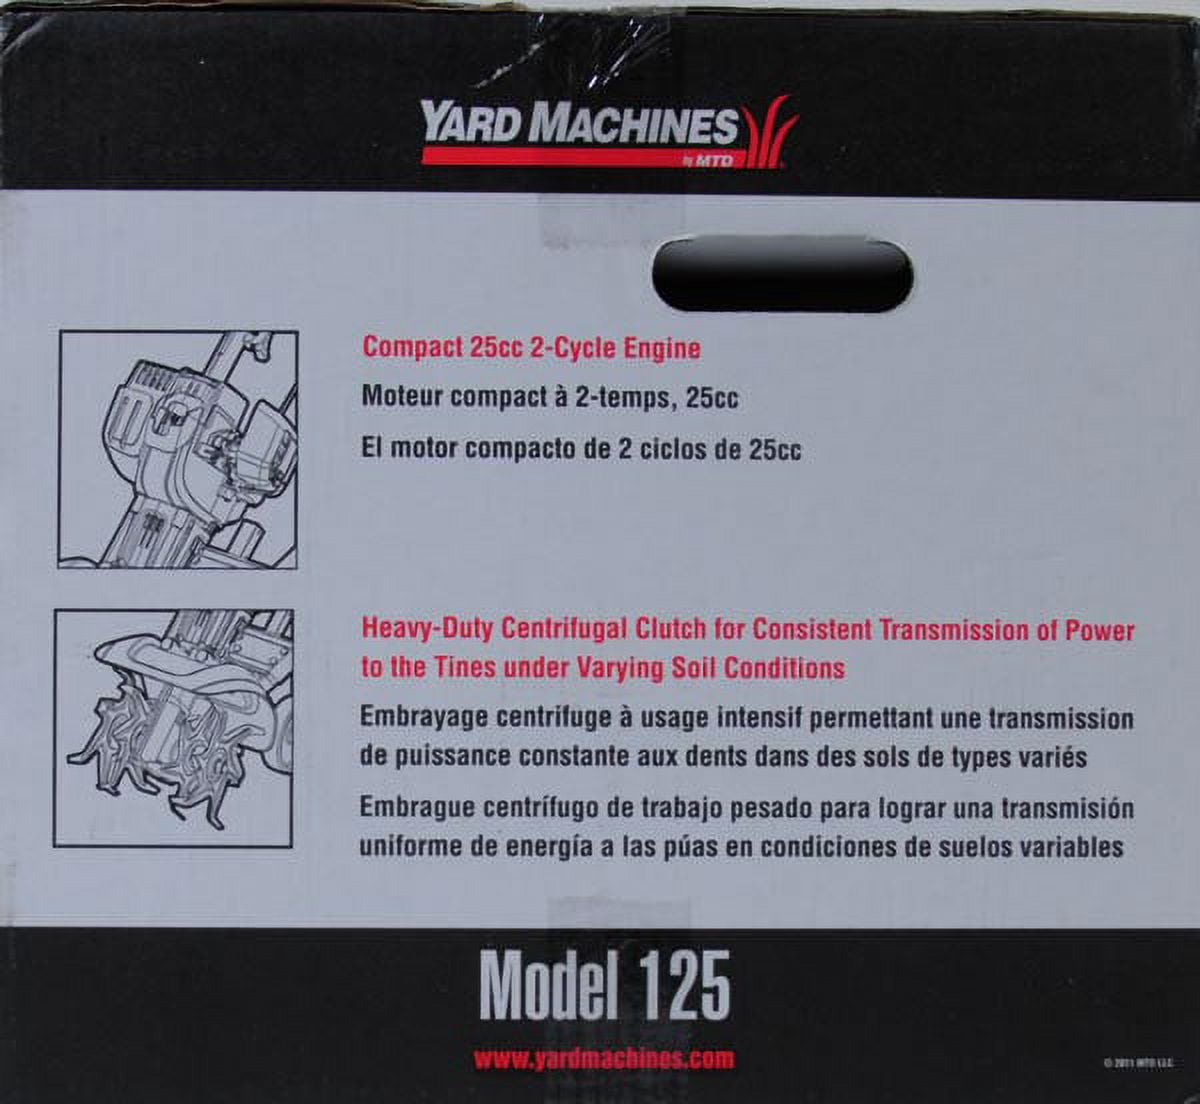 YARD MACHINES
by MTD
Compact 25cc 2-Cycle Engine
Moteur compact à 2-temps, 25cc
El motor compacto de 2 ciclos de 25cc
Heavy-Duty Centrifugal Clutch for Consistent Transmission of Power
to the Tines under Varying Soil Conditions
Embrayage centrifuge à usage intensif permettant une transmission
de puissance constante aux dents dans des sols de types variés
Embrague centrífugo de trabajo pesado para lograr una transmisión
uniforme de energía a las púas en condiciones de suelos variables
Model 125
www.yardmachines.com
© 2011 MTD LLC